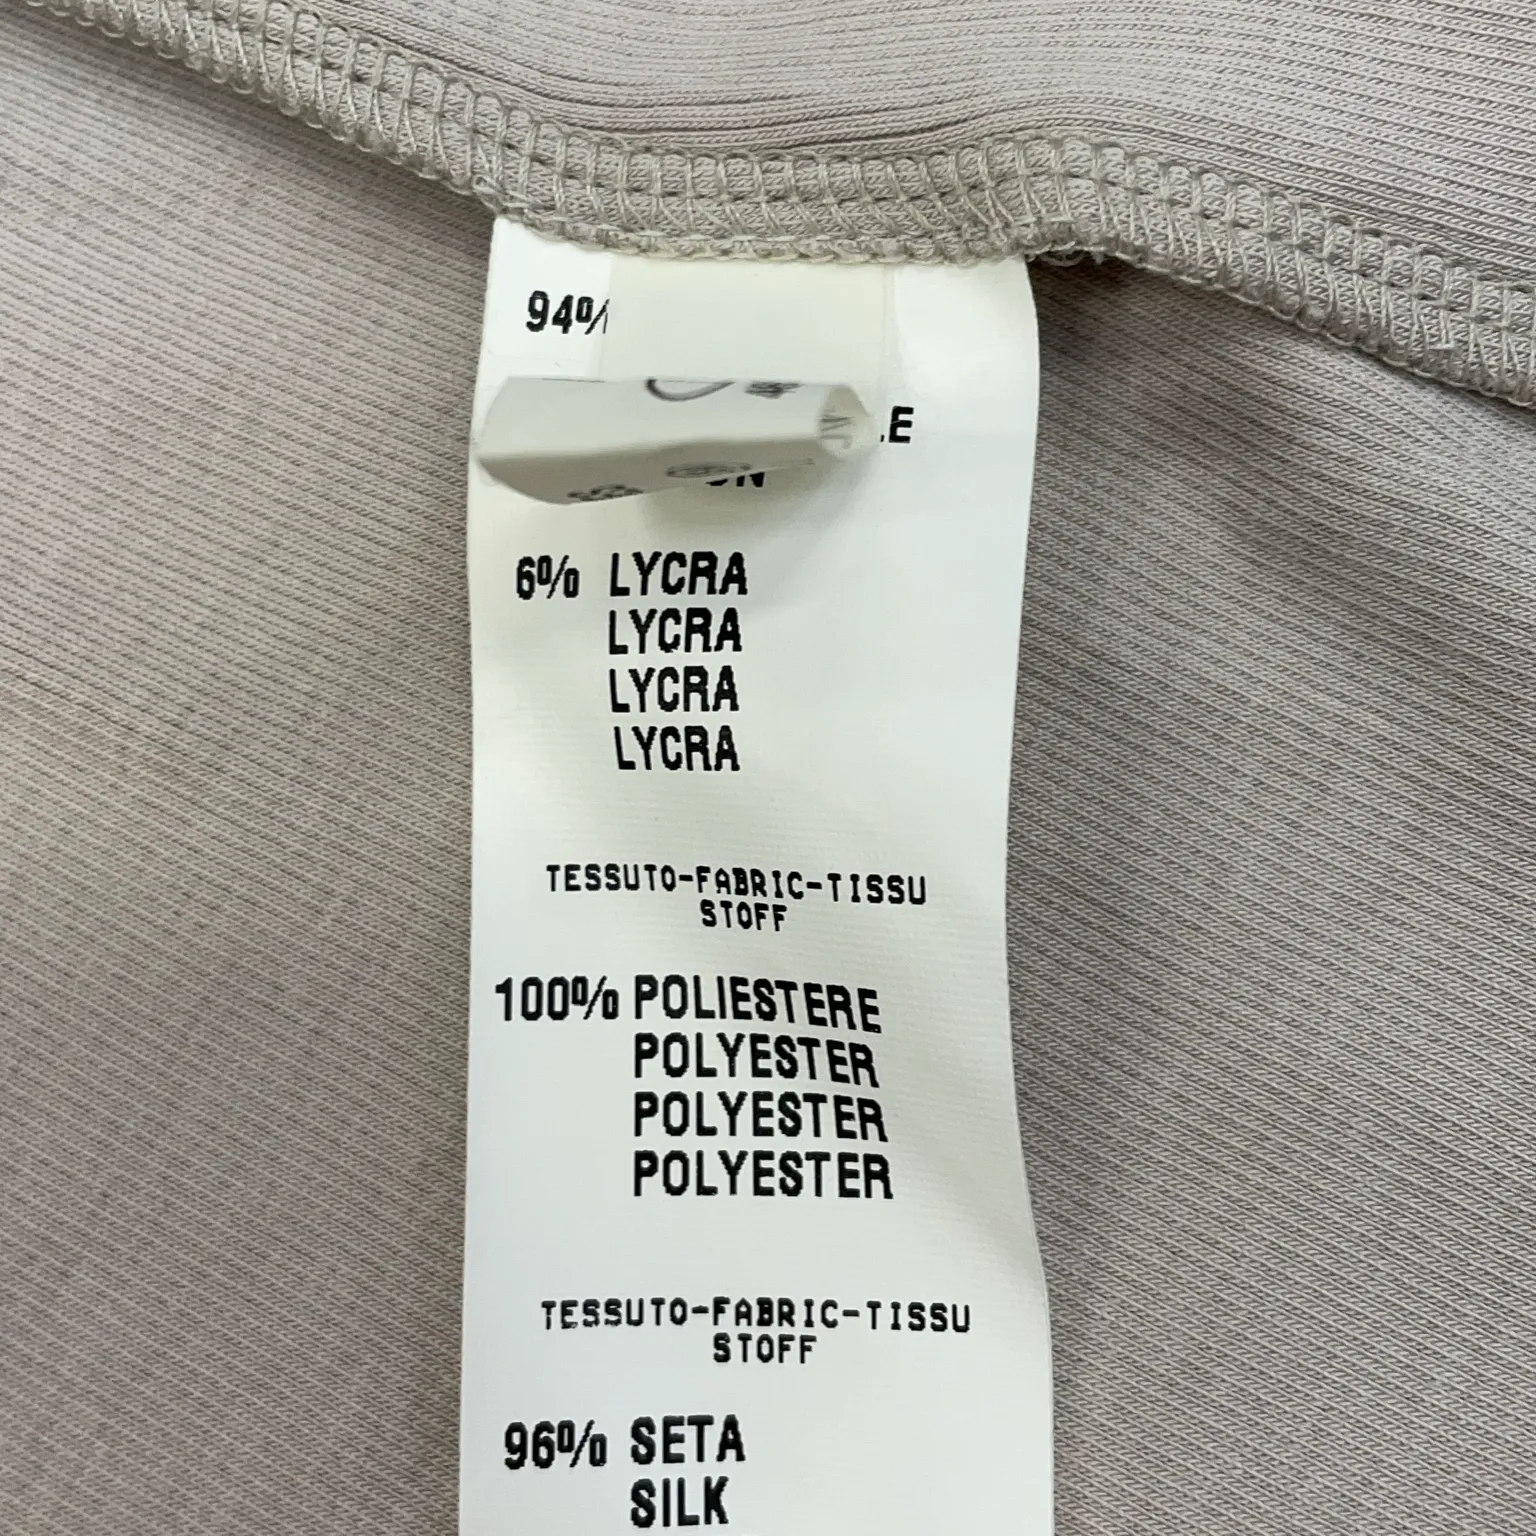 94%
6% LYCRA
LYCRA
LYCRA
LYCRA
TESSUTO-FABRIC-TISSU
STOFF
100% POLIESTERE
POLYESTER
POLYESTER
POLYESTER
TESSUTO-FABRIC-TISSU
STOFF
96% SETA
SILK